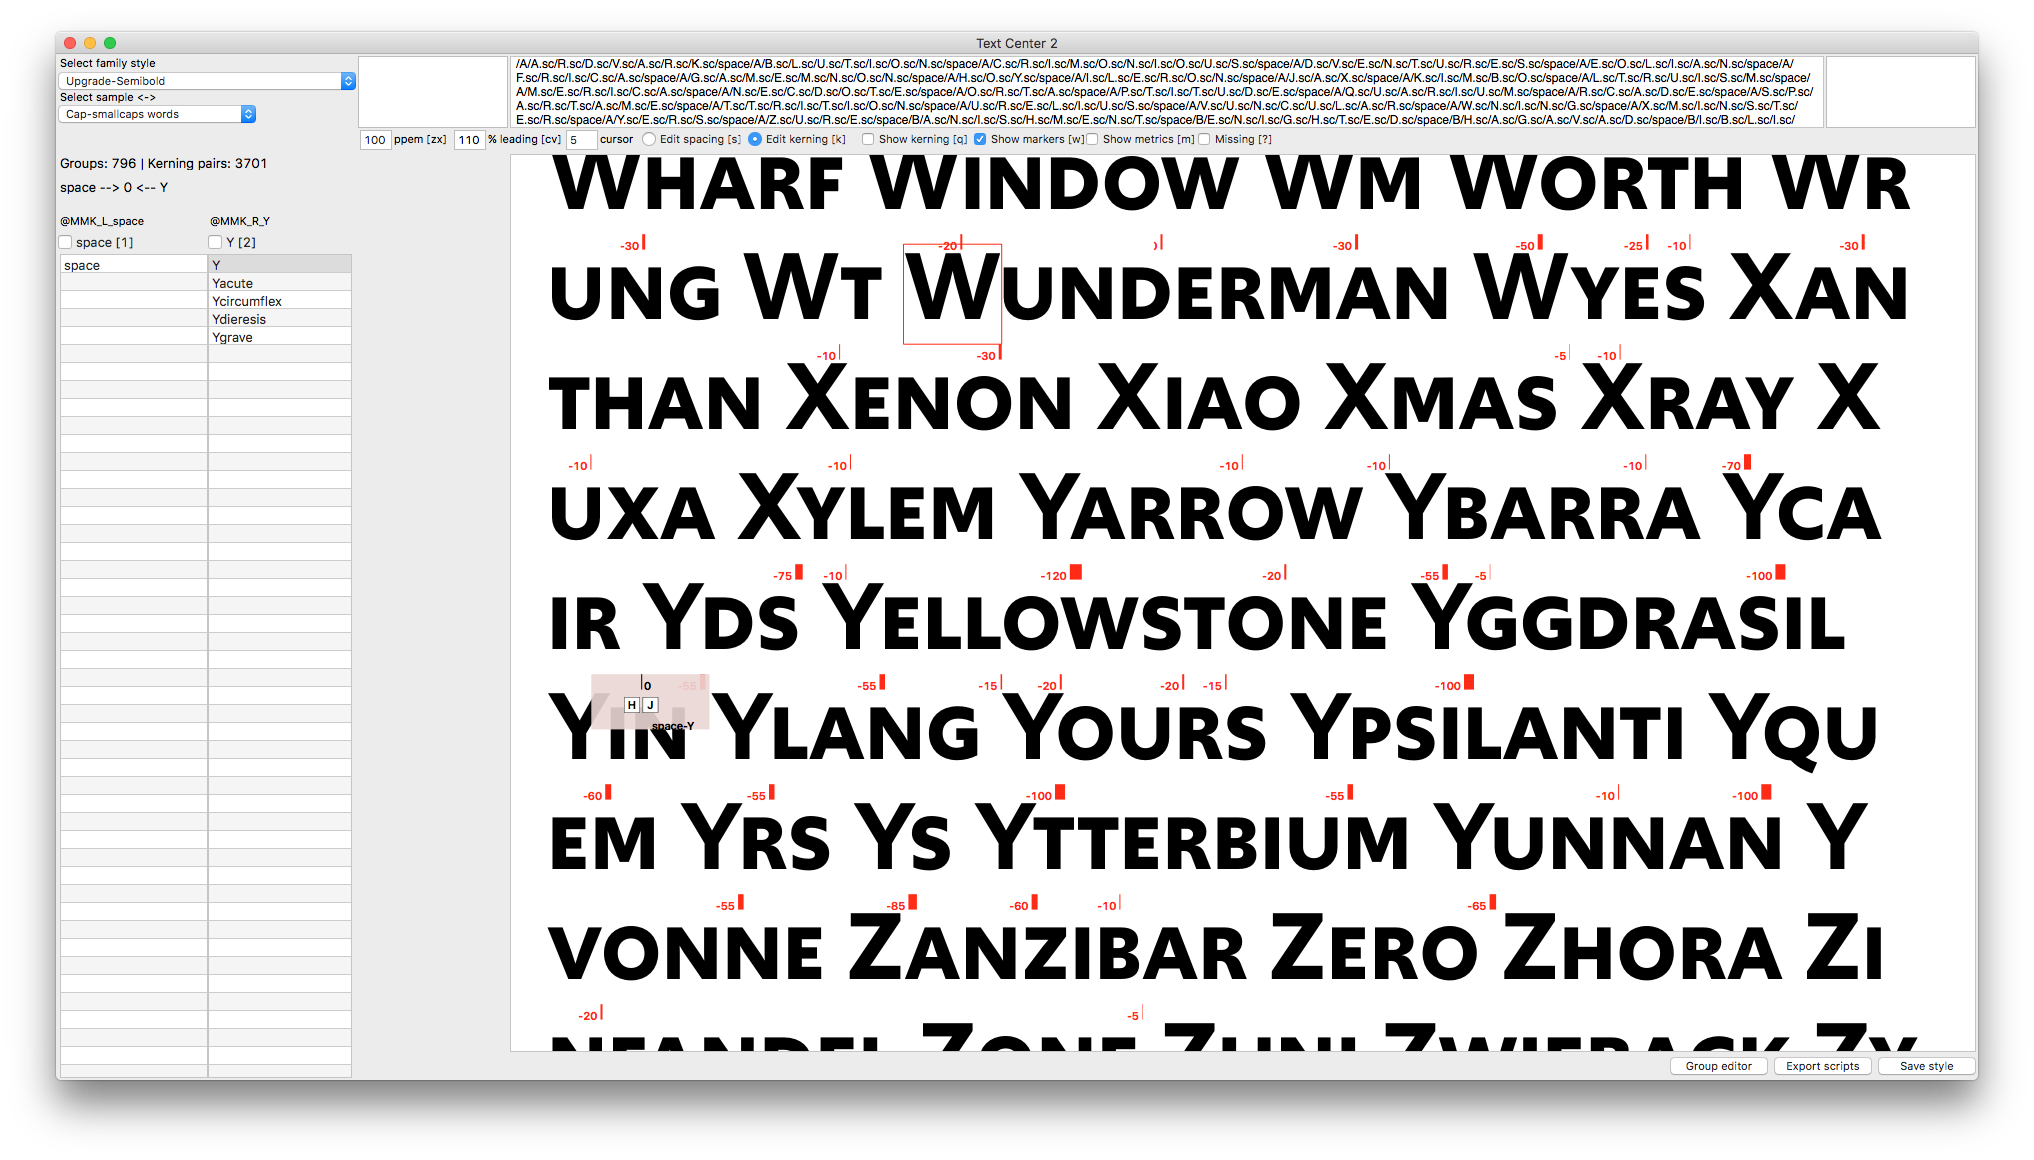 Text Center 2
Select family style
Upgrade-Semibold
Select sample <->
Cap-smallcaps words
/A/A.sc/R.sc/D.sc/V.sc/A.sc/R.sc/K.sc/space/A/B.sc/L.sc/U.sc/T.sc/I.sc/O.sc/N.sc/space/A/C.sc/R.sc/I.sc/M.sc/O.sc/N.sc/I.sc/O.sc/U.sc/S.sc/space/A/D.sc/V.sc/E.sc/N.sc/T.sc/U.sc/R.sc/E.sc/S.sc/space/A/E.sc/O.sc/L.sc/I.sc/A.sc/N.sc/space/A/
F.sc/R.sc/I.sc/C.sc/A.sc/space/A/G.sc/A.sc/M.sc/E.sc/M.sc/N.sc/O.sc/N.sc/space/A/H.sc/O.sc/Y.sc/space/A/I.sc/L.sc/E.sc/R.sc/O.sc/N.sc/space/A/J.sc/A.sc/X.sc/space/A/K.sc/I.sc/M.sc/B.sc/O.sc/space/A/L.sc/T.sc/R.sc/U.sc/I.sc/S.sc/M.sc/space/
A/M.sc/E.sc/R.sc/I.sc/C.sc/A.sc/space/A/N.sc/E.sc/C.sc/D.sc/O.sc/T.sc/E.sc/space/A/O.sc/R.sc/T.sc/A.sc/space/A/P.sc/T.sc/I.sc/T.sc/U.sc/D.sc/E.sc/space/A/Q.sc/U.sc/A.sc/R.sc/I.sc/U.sc/M.sc/space/A/R.sc/C.sc/A.sc/D.sc/E.sc/space/A/S.sc/P.sc/
A.sc/R.sc/T.sc/A.sc/M.sc/E.sc/space/A/T.sc/T.sc/R.sc/I.sc/T.sc/I.sc/O.sc/N.sc/space/A/U.sc/R.sc/E.sc/L.sc/I.sc/U.sc/S.sc/space/A/V.sc/U.sc/N.sc/C.sc/U.sc/L.sc/A.sc/R.sc/space/A/W.sc/N.sc/I.sc/N.sc/G.sc/space/A/X.sc/M.sc/I.sc/N.sc/S.sc/T.sc/
E.sc/R.sc/space/A/Y.sc/E.sc/R.sc/S.sc/space/A/Z.sc/U.sc/R.sc/E.sc/space/B/A.sc/N.sc/I.sc/S.sc/H.sc/M.sc/E.sc/N.sc/T.sc/space/B/E.sc/N.sc/I.sc/G.sc/H.sc/T.sc/E.sc/D.sc/space/B/H.sc/A.sc/G.sc/A.sc/V.sc/A.sc/D.sc/space/B/I.sc/B.sc/L.sc/I.sc/
100 ppem [zx] 110 % leading [cv] 5 cursor Edit spacing [s] Edit kerning [k] Show kerning [q] Show markers [w] Show metrics [m] Missing [?]
Groups: 796 | Kerning pairs: 3701
space --> 0 <-- Y
@MMK_L_space @MMK_R_Y
space [1] Y [2]
space Y
Yacute
Ycircumflex
Ydieresis
Ygrave
WHARF WINDOW WM WORTH WR
-30 -20 0 -30 -50 -25 -10 -30
UNG WT WUNDERMAN WYES XAN
-10 -30 -5 -10
THAN XENON XIAO XMAS XRAY X
-10 -10 -10 -10 -10 -70
UXA XYLEM YARROW YBARRA YCA
-75 -10 -120 -20 -55 -5 -100
IR YDS YELLOWSTONE YGGDRASIL
0 -55 -55 -15 -20 -20 -15 -100
H J
space-Y
YIN YLANG YOURS YPSILANTI YQU
-60 -55 -100 -55 -10 -100
EM YRS YS YTTERBIUM YUNNAN Y
-55 -85 -60 -10 -65
VONNE ZANZIBAR ZERO ZHORA ZI
-20 -5
NFANDEL ZONE ZUNI ZWIEBACK ZY
Group editor Export scripts Save style